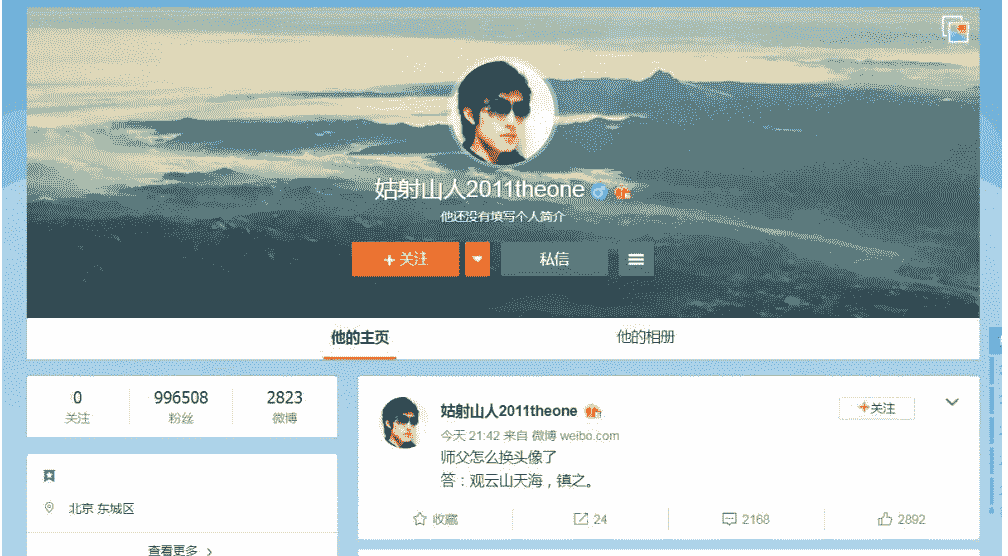 姑射山人2011theone
他还没有填写个人简介
+关注
私信
他的主页
他的相册
0
关注
996508
粉丝
2823
微博
北京 东城区
查看更多 >
姑射山人2011theone
+关注
今天 21:42 来自 微博 weibo.com
师父怎么换头像了
答：观云山天海，镇之。
收藏
24
2168
2892